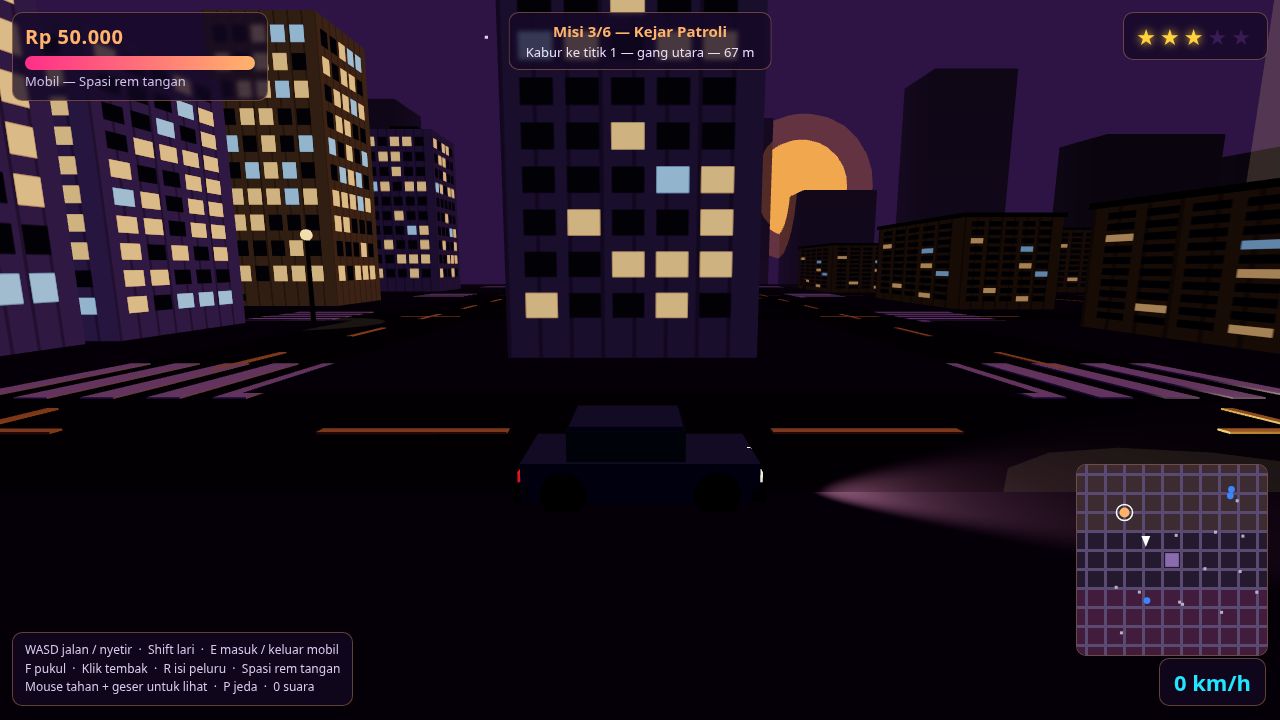 Rp 50.000
Mobil — Spasi rem tangan
Misi 3/6 — Kejar Patroli
Kabur ke titik 1 — gang utara — 67 m
★★★★★
WASD jalan / nyetir · Shift lari · E masuk / keluar mobil
F pukul · Klik tembak · R isi peluru · Spasi rem tangan
Mouse tahan + geser untuk lihat · P jeda · 0 suara
0 km/h